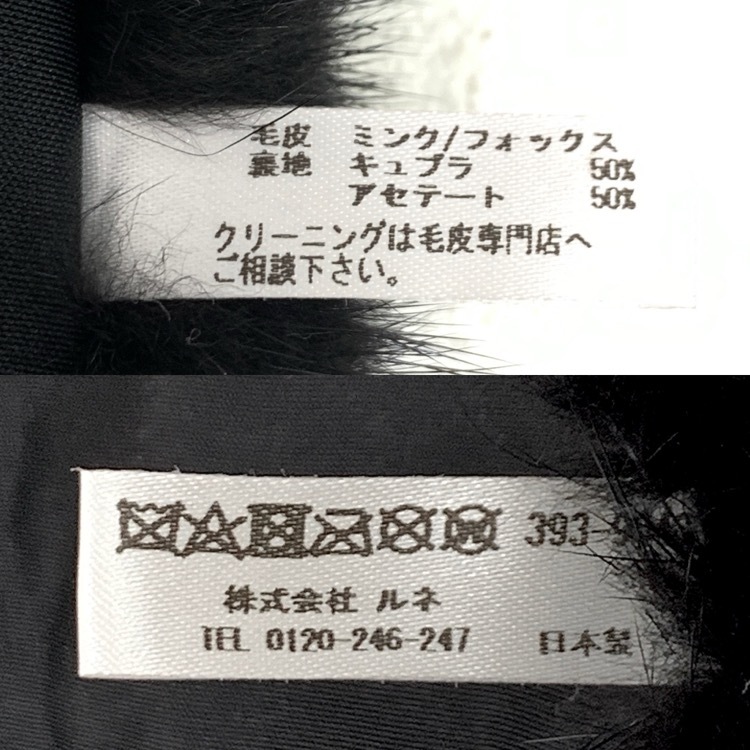 毛皮 ミンク/フォックス
裏地 キュプラ 50%
アセテート 50%
クリーニングは毛皮専門店へ
ご相談下さい。
393-9
株式会社 ルネ
TEL 0120-246-247 日本製